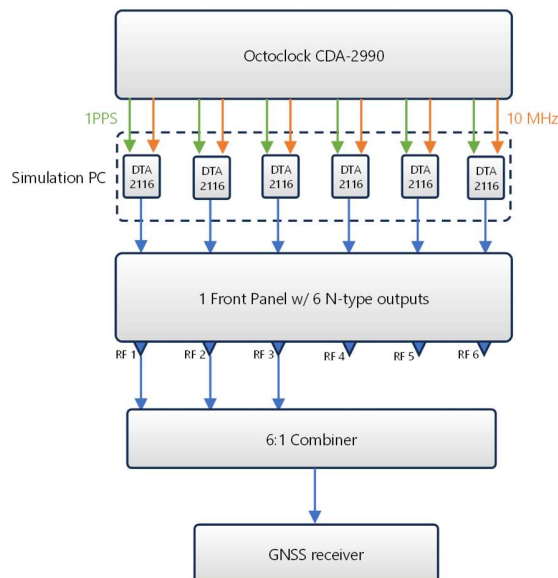 Octoclock CDA-2990
1PPS
10 MHz
Simulation PC
DTA
2116
DTA
2116
DTA
2116
DTA
2116
DTA
2116
DTA
2116
1 Front Panel w/ 6 N-type outputs
RF 1
RF 2
RF 3
RF 4
RF 5
RF 6
6:1 Combiner
GNSS receiver